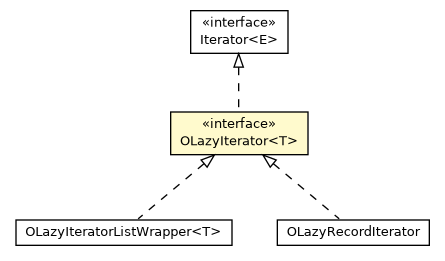 «interface»
Iterator<E>
«interface»
OLazyIterator<T>
OLazyIteratorListWrapper<T>
OLazyRecordIterator